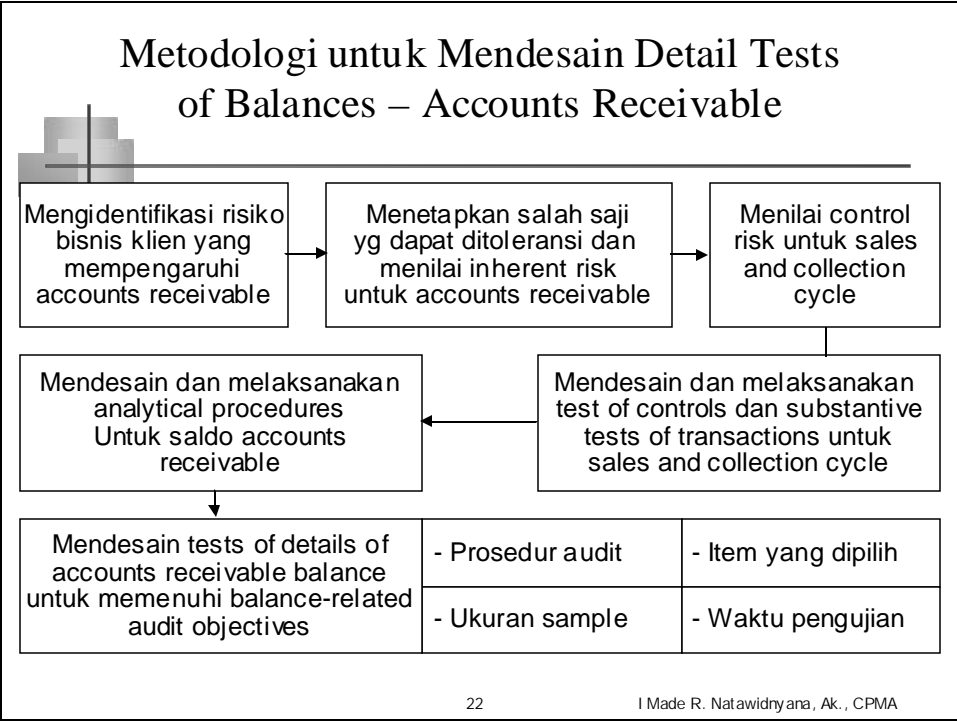 Metodologi untuk Mendesain Detail Tests
of Balances – Accounts Receivable
Mengidentifikasi risiko
bisnis klien yang
mempengaruhi
accounts receivable
Menetapkan salah saji
yg dapat ditoleransi dan
menilai inherent risk
untuk accounts receivable
Menilai control
risk untuk sales
and collection
cycle
Mendesain dan melaksanakan
test of controls dan substantive
tests of transactions untuk
sales and collection cycle
Mendesain dan melaksanakan
analytical procedures
Untuk saldo accounts
receivable
Mendesain tests of details of
accounts receivable balance
untuk memenuhi balance-related
audit objectives
- Prosedur audit
- Item yang dipilih
- Ukuran sample
- Waktu pengujian
22
I Made R. Natawidnyana, Ak., CPMA